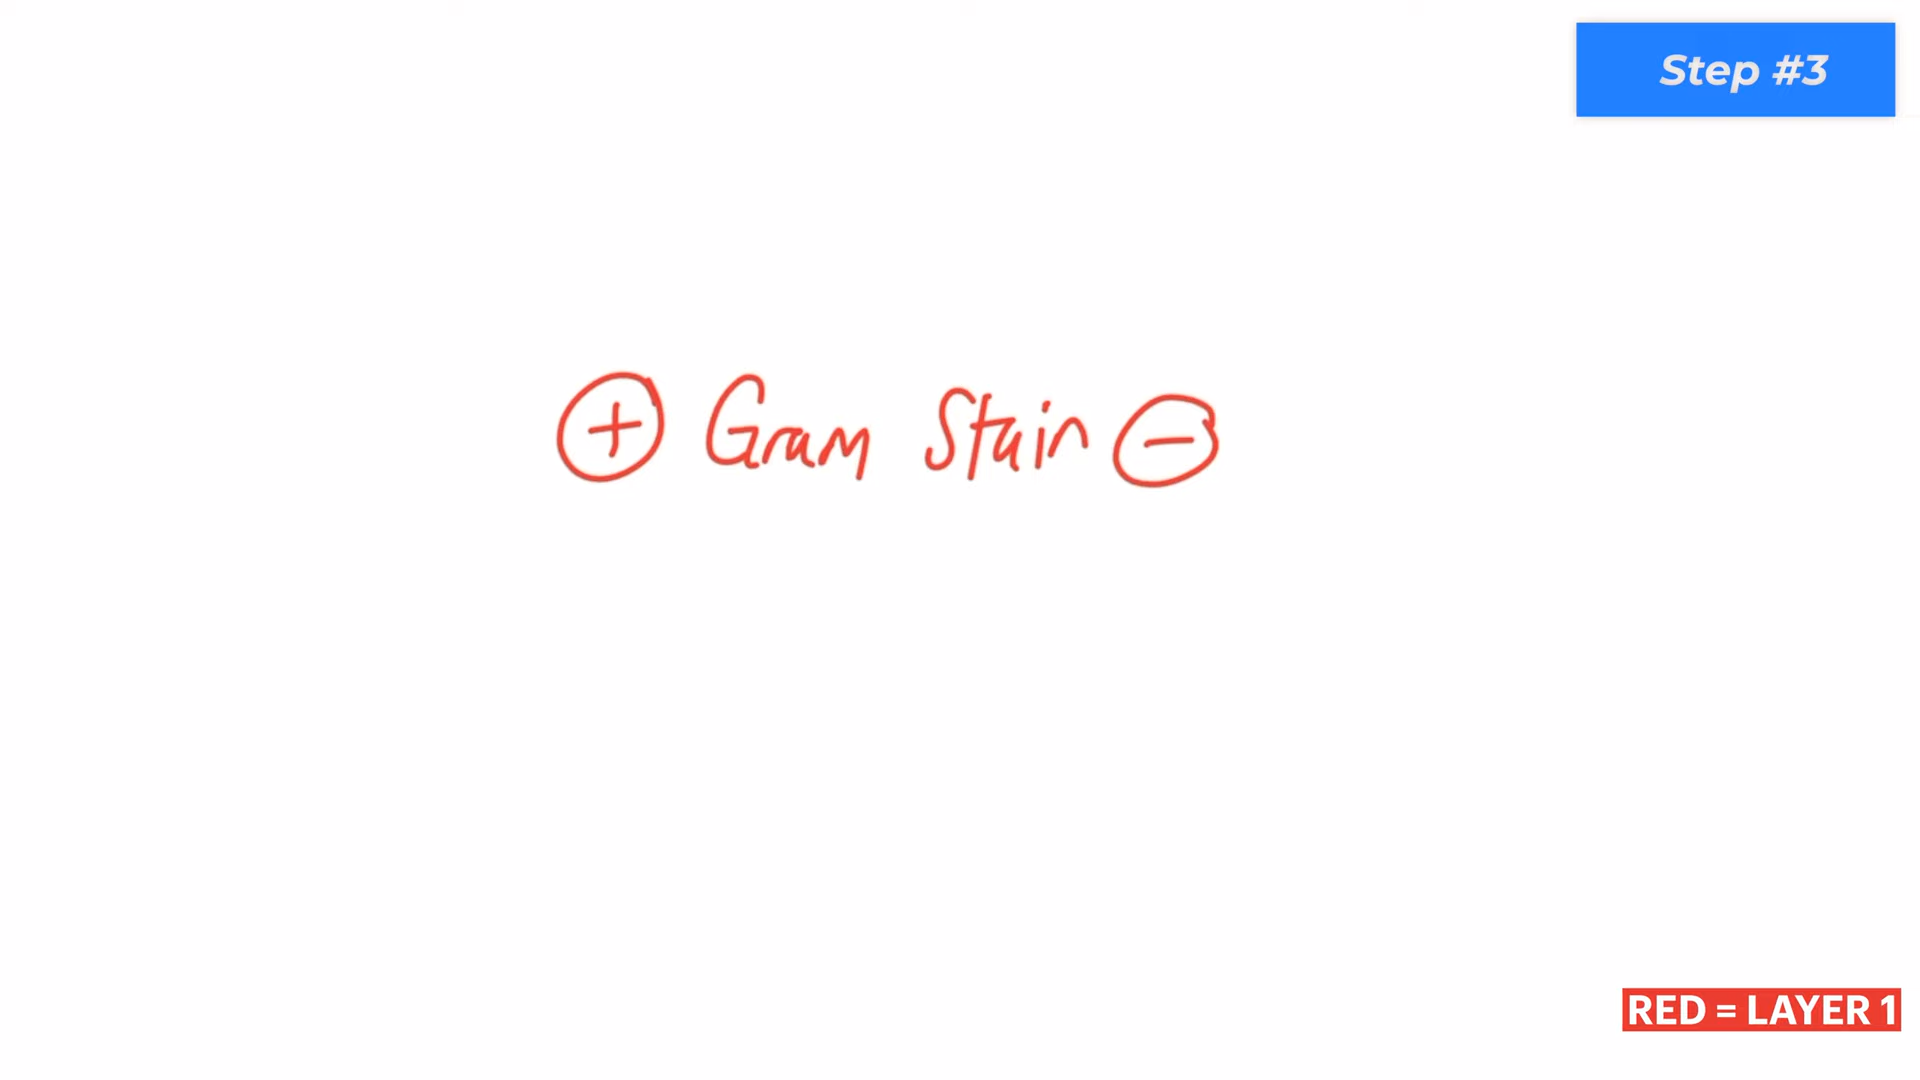 Step #3
⊕ Gram Stain ⊖
RED = LAYER 1